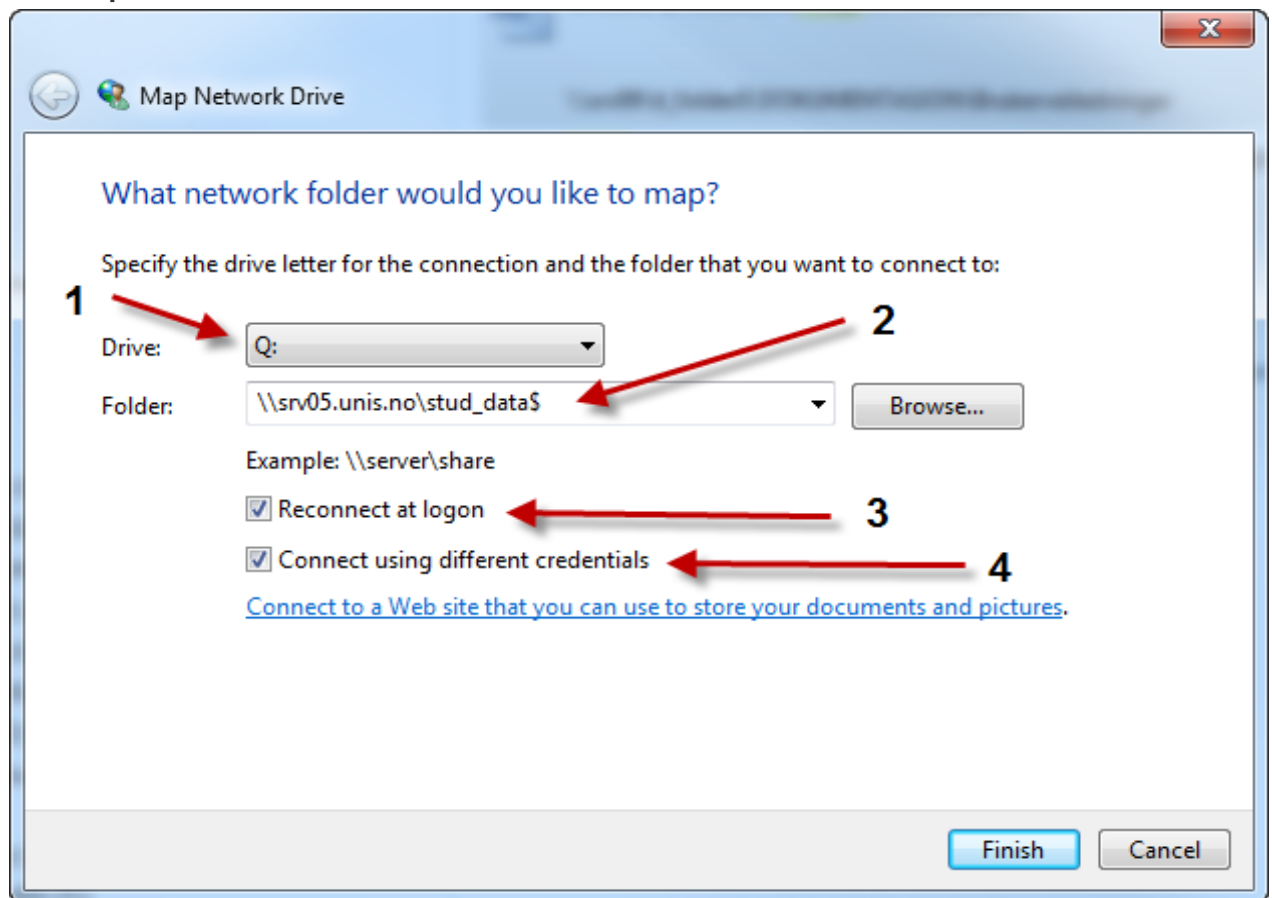 x
Map Network Drive
What network folder would you like to map?
Specify the drive letter for the connection and the folder that you want to connect to:
1
2
Drive: Q:
Folder: \\srv05.unis.no\stud_data$ Browse...
Example: \\server\share
Reconnect at logon
3
Connect using different credentials
4
Connect to a Web site that you can use to store your documents and pictures.
Finish Cancel